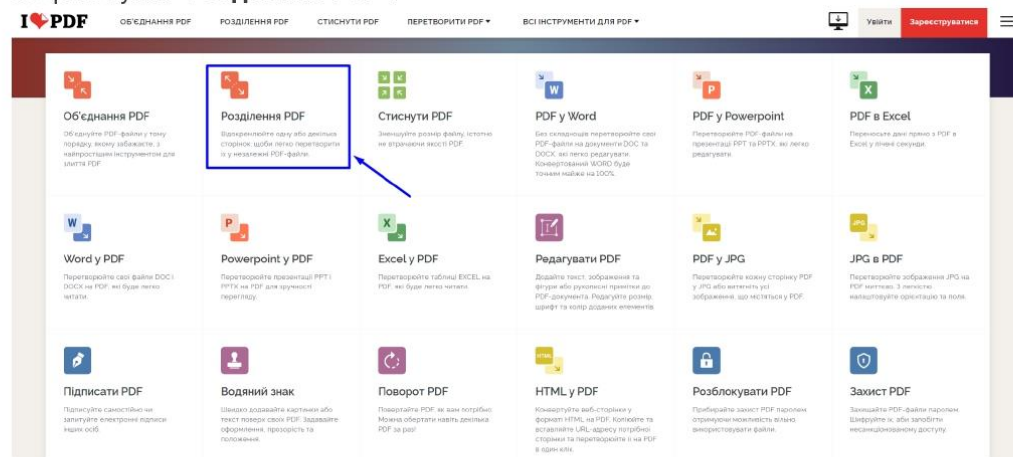 I PDF
ОБ'ЄДНАННЯ PDF
РОЗДІЛЕННЯ PDF
СТИСНУТИ PDF
ПЕРЕТВОРИТИ PDF
ВСІ ІНСТРУМЕНТИ ДЛЯ PDF
Увійти
Зареєструватися
Об'єднання PDF
Об'єднуйте PDF-файли у тому
порядку, якому забажаєте, з
найпростішим інструментом для
злиття PDF.
Розділення PDF
Відокремлюйте одну або декілька
сторінок, щоби легко перетворити
їх у незалежні PDF-файли.
Стиснути PDF
Зменшуйте розмір файлу, істотно
не втрачаючи якості PDF.
PDF у Word
Без складнощів перетворюйте свої
PDF-файли на документи DOC та
DOCX, які легко редагувати.
Конвертований WORD буде
точним майже на 100%.
PDF у Powerpoint
Перетворюйте PDF-файли на
презентації PPT та PPTX, які легко
редагувати.
PDF в Excel
Переносьте дані прямо з PDF в
Excel у лічені секунди.
W
P
X
Word у PDF
Перетворюйте свої файли DOC і
DOCX на PDF, які буде легко
читати.
Powerpoint у PDF
Перетворюйте презентації PPT і
PPTX на PDF для зручності
перегляду.
Excel у PDF
Перетворюйте таблиці EXCEL на
PDF, які буде легко читати.
Редагувати PDF
Додайте текст, зображення та
фігури або рукописні примітки до
PDF-документа. Редагуйте розмір,
шрифт та колір доданих елементів.
PDF у JPG
Перетворюйте кожну сторінку PDF
у JPG або витягніть усі
зображення, що містяться у PDF.
JPG
JPG в PDF
Перетворюйте зображення JPG на
PDF миттєво. З легкістю
налаштовуйте орієнтацію та поля.
Підписати PDF
Підписуйте самостійно чи
запитуйте електронні підписи
інших осіб.
Водяний знак
Швидко додавайте картинки або
текст поверх своїх PDF. Задавайте
оформлення, прозорість та
положення.
Поворот PDF
Повертайте PDF, як вам потрібно.
Можна обертати навіть декілька
PDF за раз!
HTML
HTML у PDF
Конвертуйте веб-сторінки у
форматі HTML, на PDF. Копіюйте та
вставляйте URL-адресу потрібної
сторінки та перетворюйте її на PDF
в один клік.
Розблокувати PDF
Прибирайте захист PDF паролем
отримуючи можливість вільно
використовувати файли.
Захист PDF
Захищайте PDF-файли паролем.
Шифруйте їх, аби запобігти
несанкціонованому доступу.